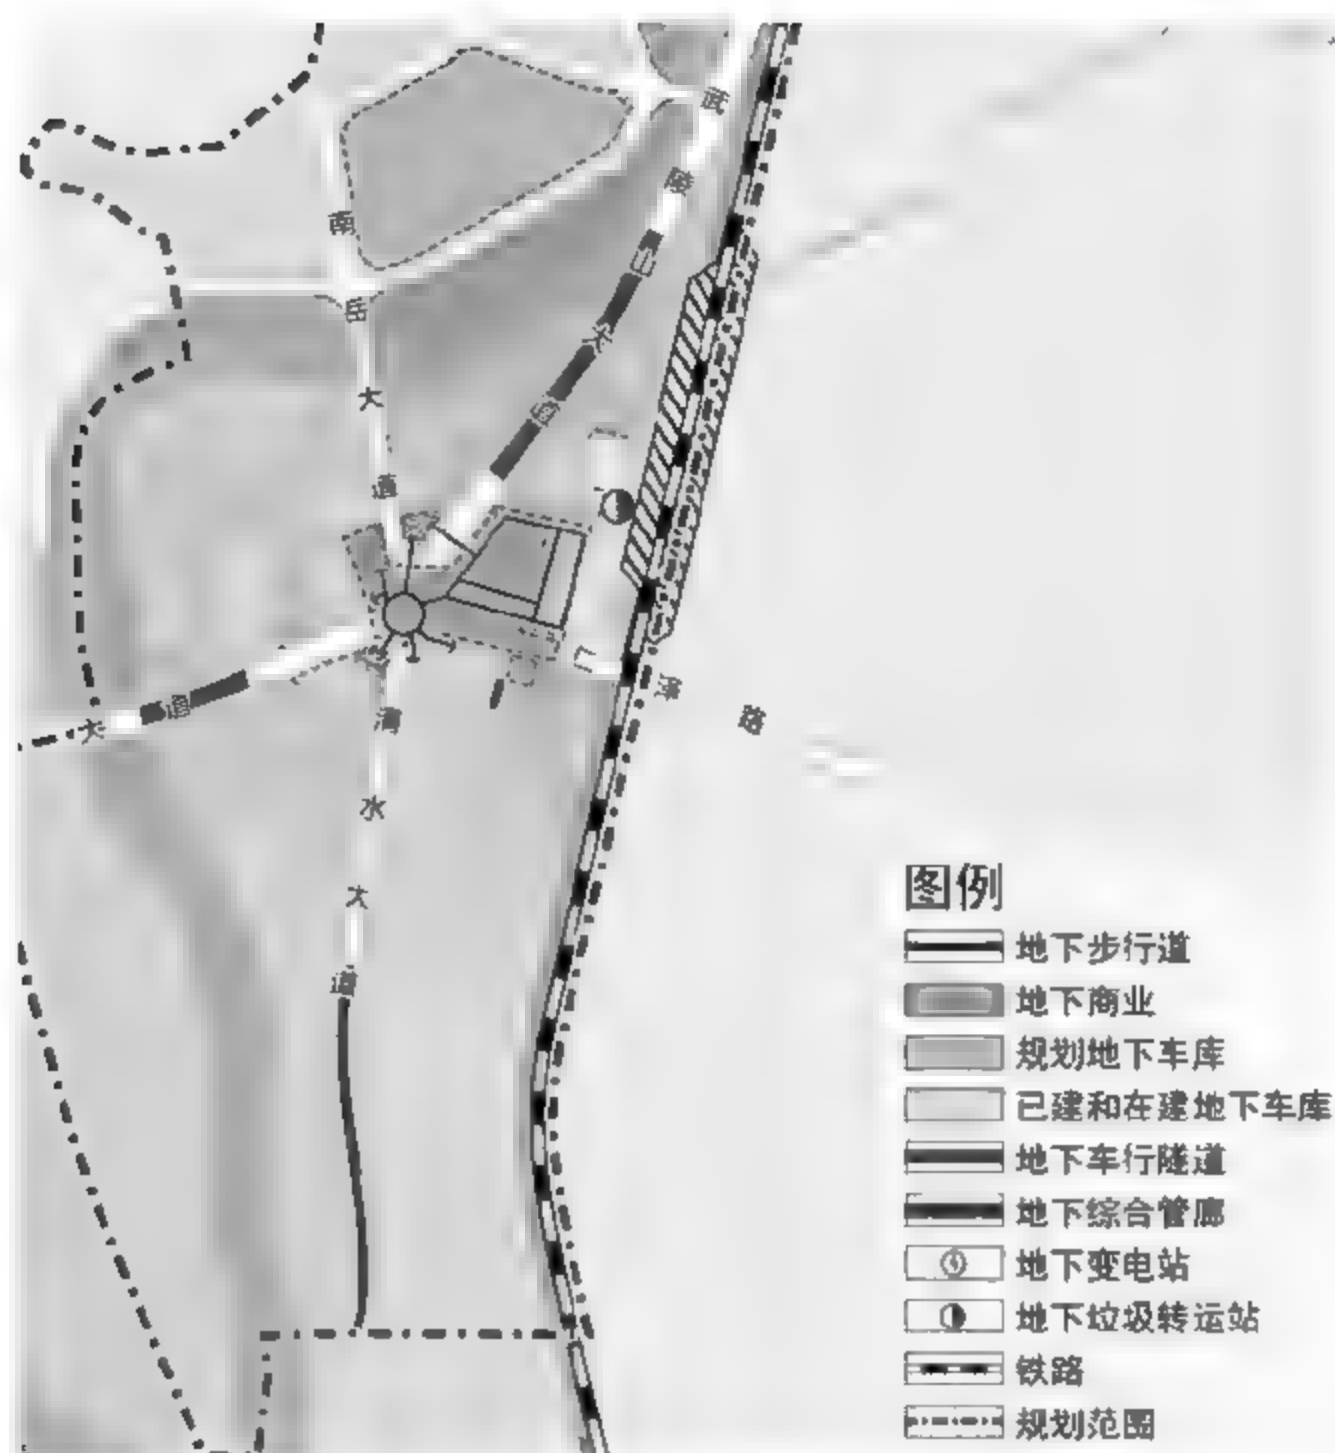 武陵山大道
南岳大道
大道
湾水大道
广泽路
图例
地下步行道
地下商业
规划地下车库
已建和在建地下车库
地下车行隧道
地下综合管廊
地下变电站
地下垃圾转运站
铁路
规划范围